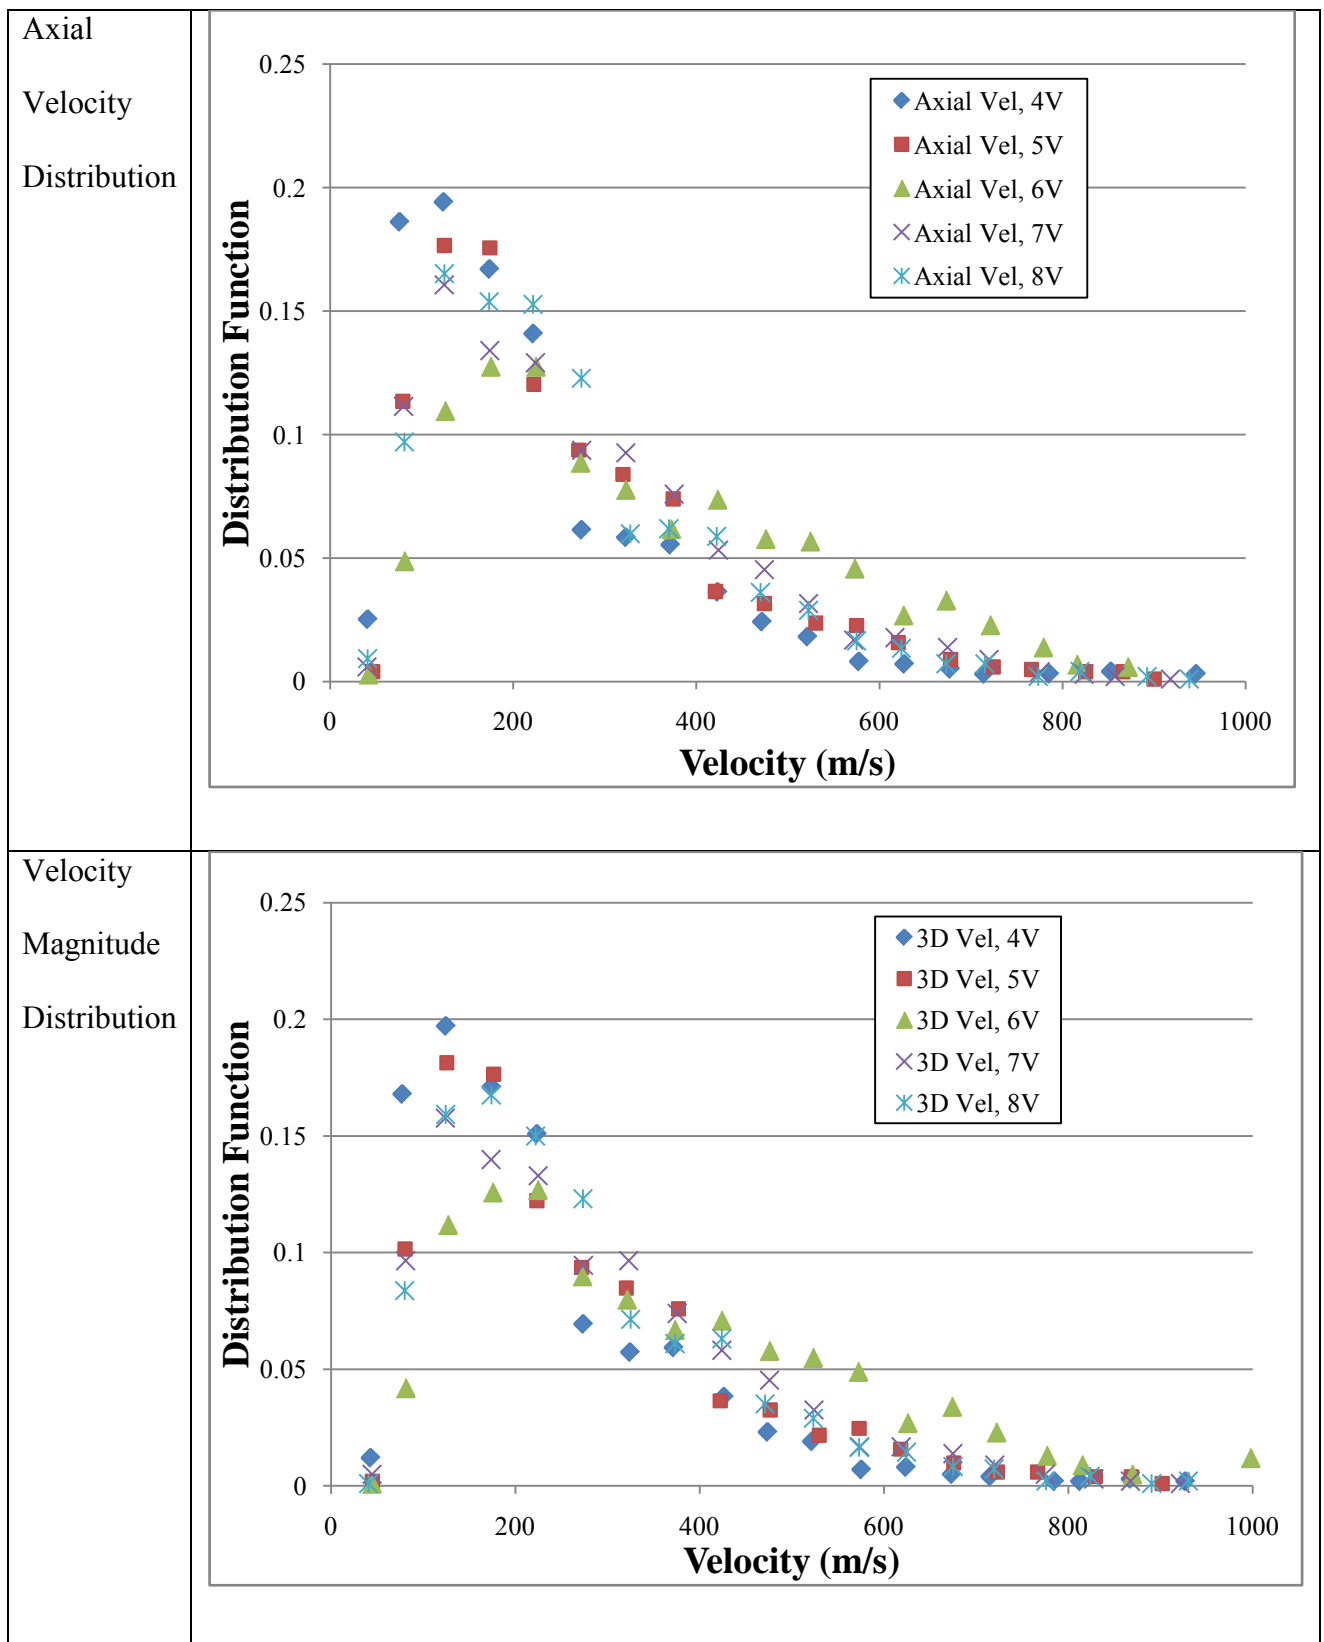 Axial
Velocity
Distribution
0.25
0.2
0.15
0.1
0.05
0
Distribution Function
Axial Vel, 4V
Axial Vel, 5V
Axial Vel, 6V
Axial Vel, 7V
Axial Vel, 8V
0 200 400 600 800 1000
Velocity (m/s)
Velocity
Magnitude
Distribution
0.25
0.2
0.15
0.1
0.05
0
Distribution Function
3D Vel, 4V
3D Vel, 5V
3D Vel, 6V
3D Vel, 7V
3D Vel, 8V
0 200 400 600 800 1000
Velocity (m/s)